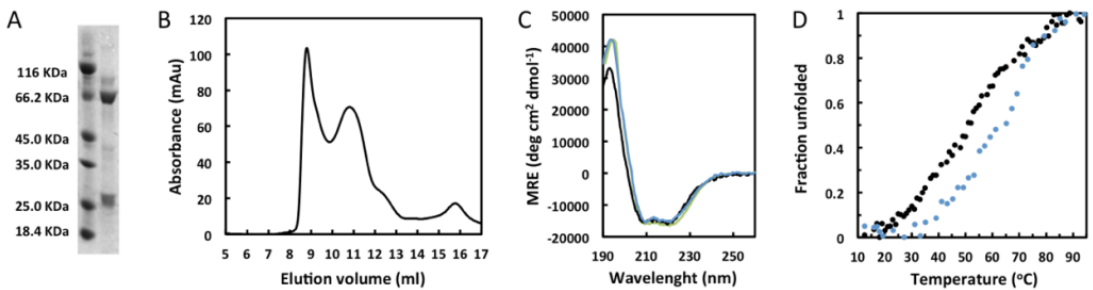 A
116 KDa
66.2 KDa
45.0 KDa
35.0 KDa
25.0 KDa
18.4 KDa
B
120
100
80
60
40
20
0
Absorbance (mAu)
5 6 7 8 9 10 11 12 13 14 15 16 17
Elution volume (ml)
C
50000
40000
30000
20000
10000
0
-10000
-20000
MRE (deg cm² dmol⁻¹)
190 210 230 250
Wavelenght (nm)
D
1
0.8
0.6
0.4
0.2
0
Fraction unfolded
10 20 30 40 50 60 70 80 90
Temperature (°C)